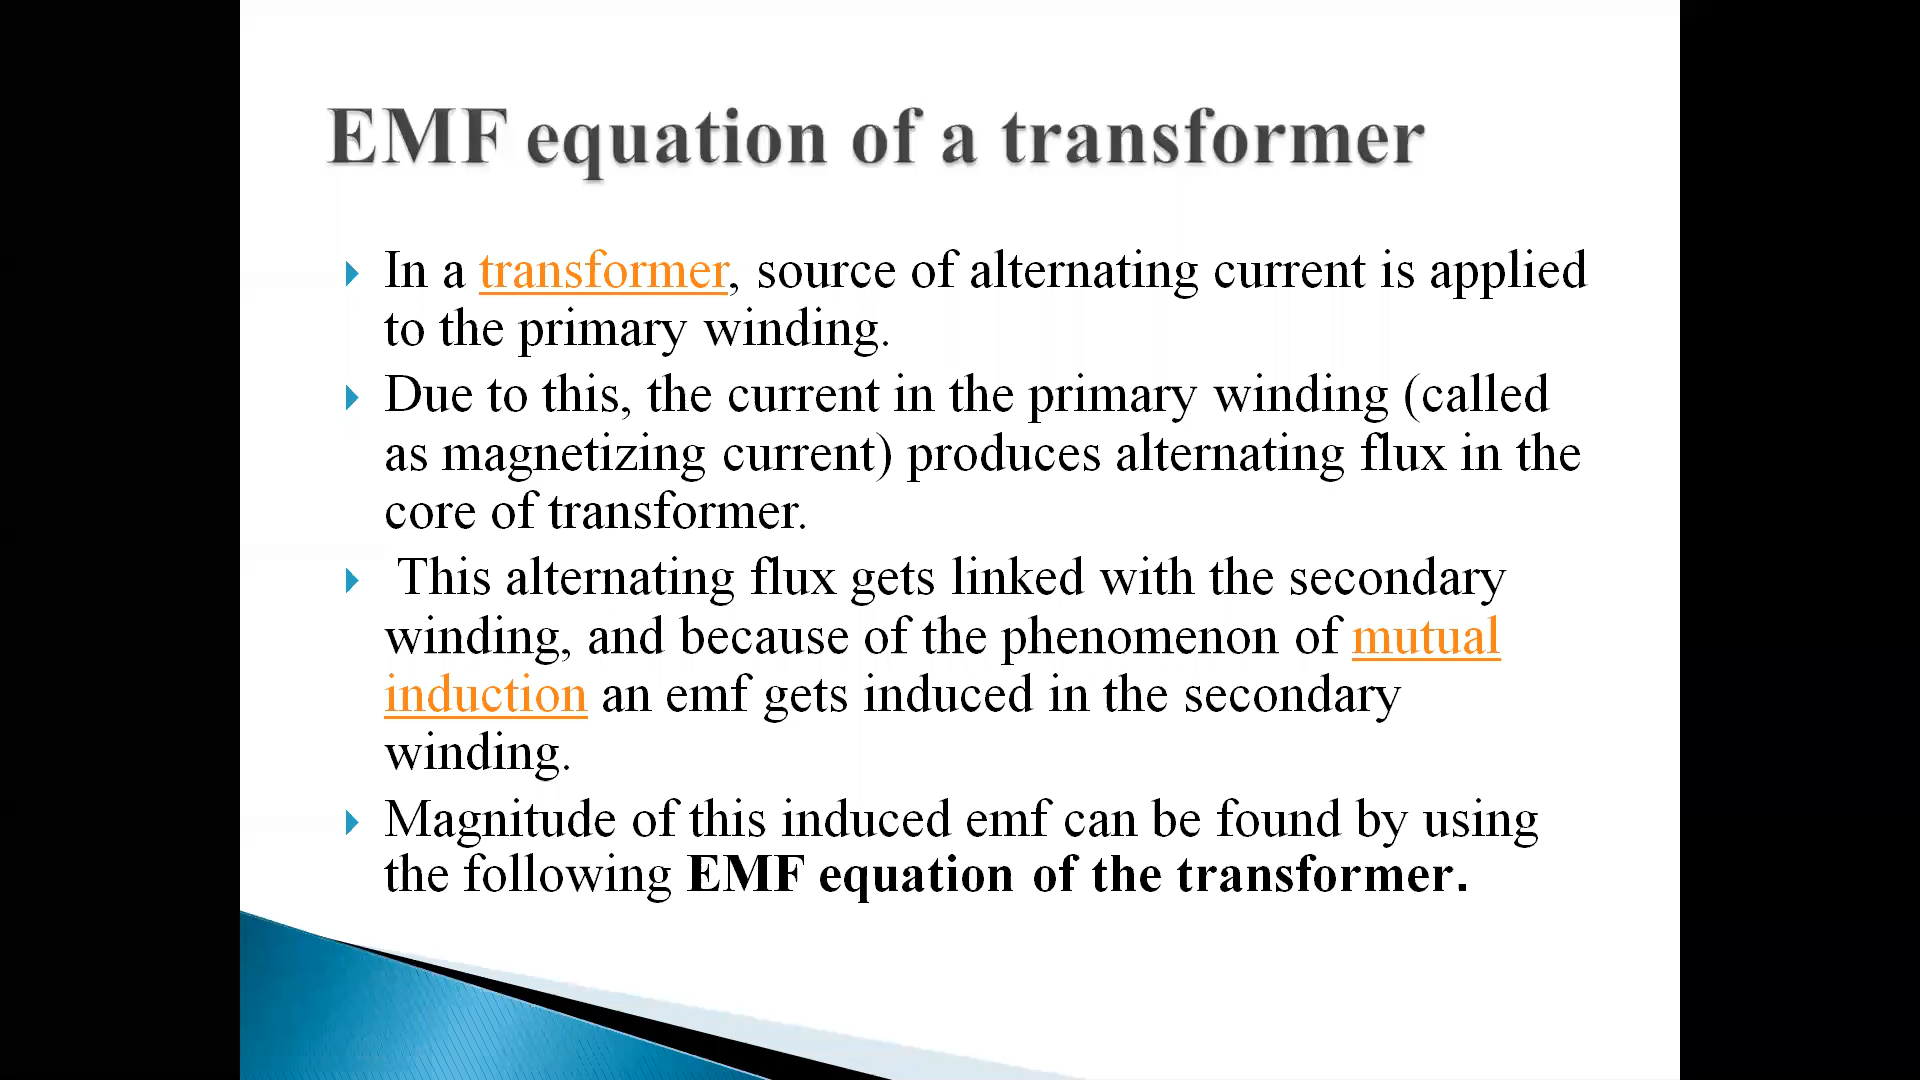 EMF equation of a transformer
In a transformer, source of alternating current is applied
to the primary winding.
Due to this, the current in the primary winding (called
as magnetizing current) produces alternating flux in the
core of transformer.
This alternating flux gets linked with the secondary
winding, and because of the phenomenon of mutual
induction an emf gets induced in the secondary
winding.
Magnitude of this induced emf can be found by using
the following EMF equation of the transformer.